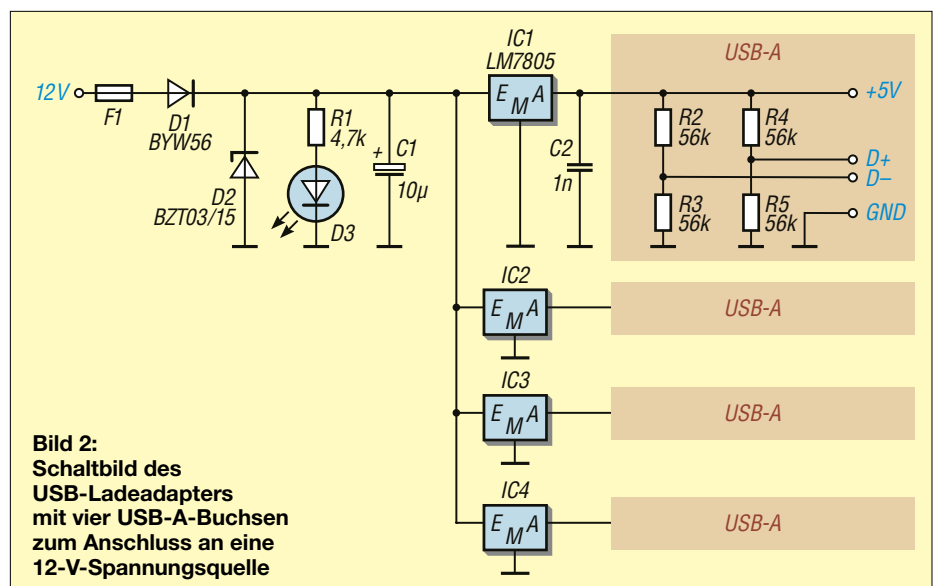 IC1
LM7805
USB-A
12V
F1
D1
BYW56
E M A
+5V
R1
4,7k
C1
+
10µ
C2
1n
R2
56k
R4
56k
D+
D–
D2
BZT03/15
D3
R3
56k
R5
56k
GND
IC2
E M A
USB-A
IC3
E M A
USB-A
IC4
E M A
USB-A
Bild 2:
Schaltbild des
USB-Ladeadapters
mit vier USB-A-Buchsen
zum Anschluss an eine
12-V-Spannungsquelle